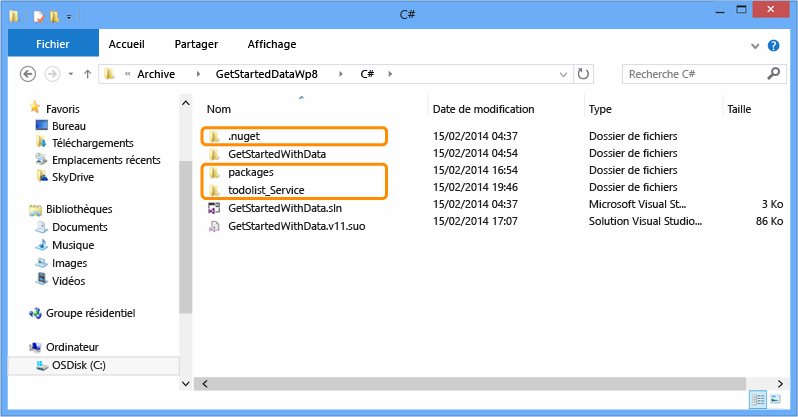 C#
Fichier Accueil Partager Affichage
« Archive GetStartedDataWp8 C# Recherche C#
Nom Date de modification Type Taille
Favoris
Bureau
Téléchargements
Emplacements récents
SkyDrive
Bibliothèques
Documents
Musique
Images
Vidéos
Groupe résidentiel
Ordinateur
OSDisk (C:)
.nuget 15/02/2014 04:37 Dossier de fichiers
GetStartedWithData 15/02/2014 04:54 Dossier de fichiers
packages 15/02/2014 16:54 Dossier de fichiers
todolist_Service 15/02/2014 19:46 Dossier de fichiers
GetStartedWithData.sln 15/02/2014 04:37 Microsoft Visual St... 3 Ko
GetStartedWithData.v11.suo 15/02/2014 17:07 Solution Visual Studio... 86 Ko